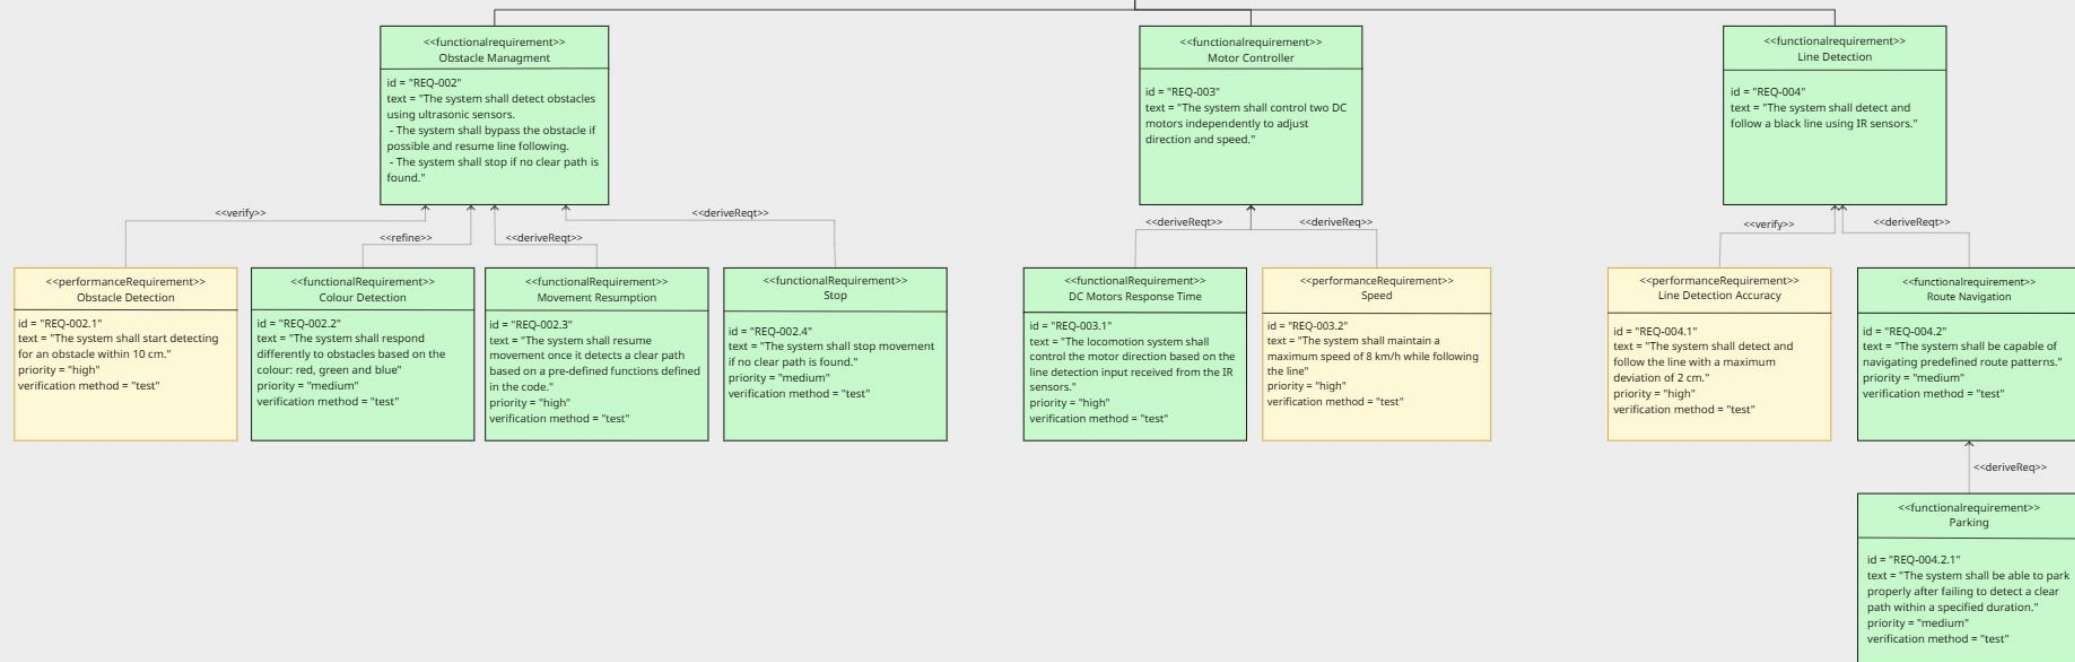 <<functionalrequirement>>
Obstacle Managment
id = "REQ-002"
text = "The system shall detect obstacles
using ultrasonic sensors.
- The system shall bypass the obstacle if
possible and resume line following.
- The system shall stop if no clear path is
found."
<<functionalrequirement>>
Motor Controller
id = "REQ-003"
text = "The system shall control two DC
motors independently to adjust
direction and speed."
<<functionalrequirement>>
Line Detection
id = "REQ-004"
text = "The system shall detect and
follow a black line using IR sensors."
<<verify>>
<<refine>>
<<deriveReqt>>
<<deriveReqt>>
<<deriveReqt>>
<<deriveReq>>
<<verify>>
<<deriveReqt>>
<<performanceRequirement>>
Obstacle Detection
id = "REQ-002.1"
text = "The system shall start detecting
for an obstacle within 10 cm."
priority = "high"
verification method = "test"
<<functionalRequirement>>
Colour Detection
id = "REQ-002.2"
text = "The system shall respond
differently to obstacles based on the
colour: red, green and blue"
priority = "medium"
verification method = "test"
<<functionalRequirement>>
Movement Resumption
id = "REQ-002.3"
text = "The system shall resume
movement once it detects a clear path
based on a pre-defined functions defined
in the code."
priority = "high"
verification method = "test"
<<functionalRequirement>>
Stop
id = "REQ-002.4"
text = "The system shall stop movement
if no clear path is found."
priority = "medium"
verification method = "test"
<<functionalRequirement>>
DC Motors Response Time
id = "REQ-003.1"
text = "The locomotion system shall
control the motor direction based on the
line detection input received from the IR
sensors."
priority = "high"
verification method = "test"
<<performanceRequirement>>
Speed
id = "REQ-003.2"
text = "The system shall maintain a
maximum speed of 8 km/h while following
the line"
priority = "high"
verification method = "test"
<<performanceRequirement>>
Line Detection Accuracy
id = "REQ-004.1"
text = "The system shall detect and
follow the line with a maximum
deviation of 2 cm."
priority = "high"
verification method = "test"
<<functionalrequirement>>
Route Navigation
id = "REQ-004.2"
text = "The system shall be capable of
navigating predefined route patterns."
priority = "medium"
verification method = "test"
<<deriveReq>>
<<functionalrequirement>>
Parking
id = "REQ-004.2.1"
text = "The system shall be able to park
properly after failing to detect a clear
path within a specified duration."
priority = "medium"
verification method = "test"